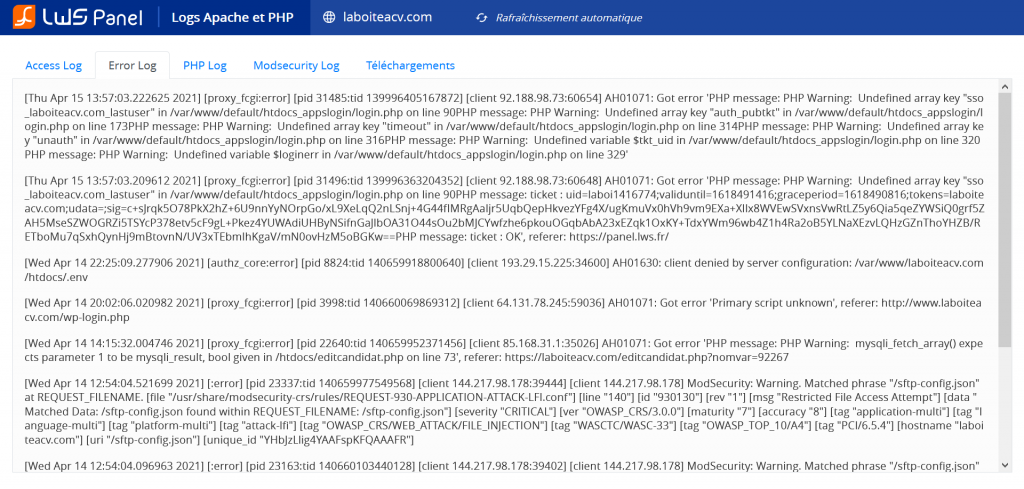 LWS Panel
Logs Apache et PHP
laboiteacv.com
Rafraîchissement automatique
Access Log
Error Log
PHP Log
Modsecurity Log
Téléchargements
[Thu Apr 15 13:57:03.222625 2021] [proxy_fcgi:error] [pid 31485:tid 139996405167872] [client 92.188.98.73:60654] AH01071: Got error 'PHP message: PHP Warning:  Undefined array key "sso
_laboiteacv.com_lastuser" in /var/www/default/htdocs_appslogin/login.php on line 90PHP message: PHP Warning:  Undefined array key "auth_pubtkt" in /var/www/default/htdocs_appslogin/l
ogin.php on line 173PHP message: PHP Warning:  Undefined array key "timeout" in /var/www/default/htdocs_appslogin/login.php on line 314PHP message: PHP Warning:  Undefined array ke
y "unauth" in /var/www/default/htdocs_appslogin/login.php on line 316PHP message: PHP Warning:  Undefined variable $tkt_uid in /var/www/default/htdocs_appslogin/login.php on line 320
PHP message: PHP Warning:  Undefined variable $loginerr in /var/www/default/htdocs_appslogin/login.php on line 329'
[Thu Apr 15 13:57:03.209612 2021] [proxy_fcgi:error] [pid 31496:tid 139996363204352] [client 92.188.98.73:60648] AH01071: Got error 'PHP message: PHP Warning:  Undefined array key "sso
_laboiteacv.com_lastuser" in /var/www/default/htdocs_appslogin/login.php on line 90PHP message: ticket : uid=laboi1416774;validuntil=1618491416;graceperiod=1618490816;tokens=laboite
acv.com;udata=;sig=c+sJrqk5O78PkX2hZ+6U9nnYyNOrpGo/xL9XeLqQ2nLSnj+4G44flMRgAaljr5UqbQepHkvezYFg4X/ugKmuVx0hYh9vm9EXa+XIlx8WVEwSVxnsVwRtLZ5y6Qia5qeZYWSiQ0grf5Z
AH5MseSZWOGRZi5TSYcP378etv5cF9gL+Pkez4YUWAdiUHByNSifnGaJlbOA31O44sOu2bMJCYwfzhe6pkouOGqbAbA23xEZqk1OxKY+TdxYWm96wb4Z1h4Ra2oB5YLNaXEzvLQHzGZnThoYHZB/R
ETboMu7qSxhQynHj9mBtovnN/UV3xTEbmlhKgaV/mN0ovHzM5oBGKw==PHP message: ticket : OK', referer: https://panel.lws.fr/
[Wed Apr 14 22:25:09.277906 2021] [authz_core:error] [pid 8824:tid 140659918800640] [client 193.29.15.225:34600] AH01630: client denied by server configuration: /var/www/laboiteacv.com
/htdocs/.env
[Wed Apr 14 20:02:06.020982 2021] [proxy_fcgi:error] [pid 3998:tid 140660069869312] [client 64.131.78.245:59036] AH01071: Got error 'Primary script unknown', referer: http://www.laboitea
cv.com/wp-login.php
[Wed Apr 14 14:15:32.004746 2021] [proxy_fcgi:error] [pid 22640:tid 140659952371456] [client 85.168.31.1:35026] AH01071: Got error 'PHP message: PHP Warning:  mysqli_fetch_array() expe
cts parameter 1 to be mysqli_result, bool given in /htdocs/editcandidat.php on line 73', referer: https://laboiteacv.com/editcandidat.php?nomvar=92267
[Wed Apr 14 12:54:04.521699 2021] [:error] [pid 23337:tid 140659977549568] [client 144.217.98.178:39444] [client 144.217.98.178] ModSecurity: Warning. Matched phrase "/sftp-config.json"
at REQUEST_FILENAME. [file "/usr/share/modsecurity-crs/rules/REQUEST-930-APPLICATION-ATTACK-LFI.conf"] [line "140"] [id "930130"] [rev "1"] [msg "Restricted File Access Attempt"] [data "
Matched Data: /sftp-config.json found within REQUEST_FILENAME: /sftp-config.json"] [severity "CRITICAL"] [ver "OWASP_CRS/3.0.0"] [maturity "7"] [accuracy "8"] [tag "application-multi"] [tag "l
anguage-multi"] [tag "platform-multi"] [tag "attack-lfi"] [tag "OWASP_CRS/WEB_ATTACK/FILE_INJECTION"] [tag "WASCTC/WASC-33"] [tag "OWASP_TOP_10/A4"] [tag "PCI/6.5.4"] [hostname "laboi
teacv.com"] [uri "/sftp-config.json"] [unique_id "YHbJzLlig4YAAFspKFQAAAFR"]
[Wed Apr 14 12:54:04.096963 2021] [:error] [pid 23163:tid 140660103440128] [client 144.217.98.178:39402] [client 144.217.98.178] ModSecurity: Warning. Matched phrase "/sftp-config.json"